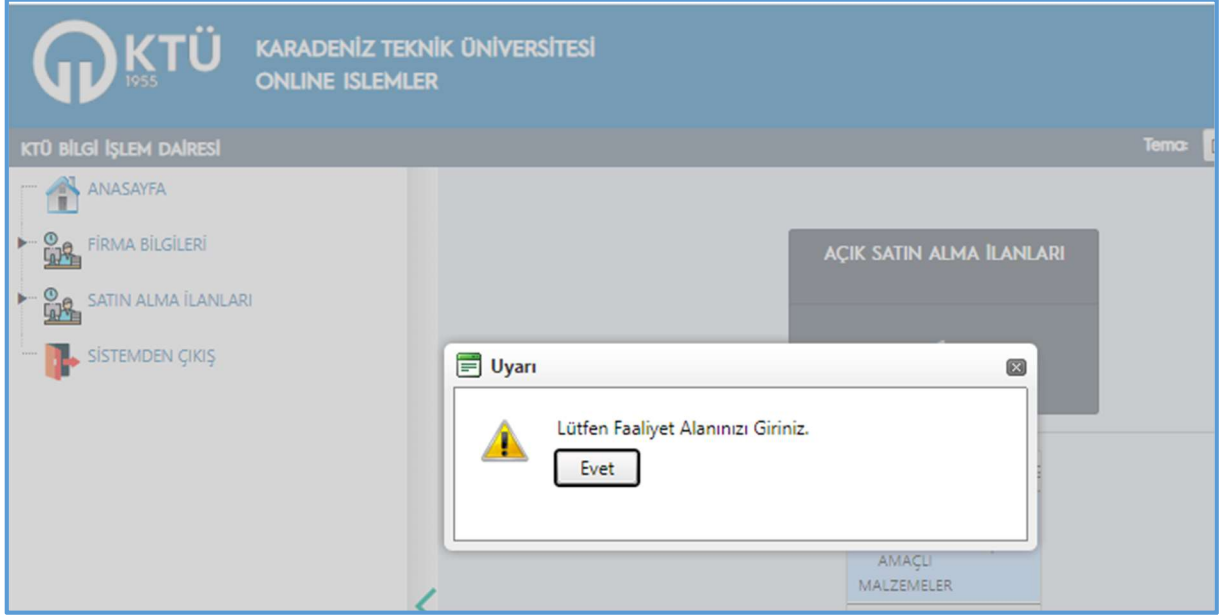 KTÜ
1955
KARADENİZ TEKNİK ÜNİVERSİTESİ
ONLINE ISLEMLER
KTÜ BİLGİ İŞLEM DAİRESİ
Tema:
ANASAYFA
FİRMA BİLGİLERİ
SATIN ALMA İLANLARI
SİSTEMDEN ÇIKIŞ
AÇIK SATIN ALMA İLANLARI
Uyarı
Lütfen Faaliyet Alanınızı Giriniz.
Evet
AMAÇLI
MALZEMELER